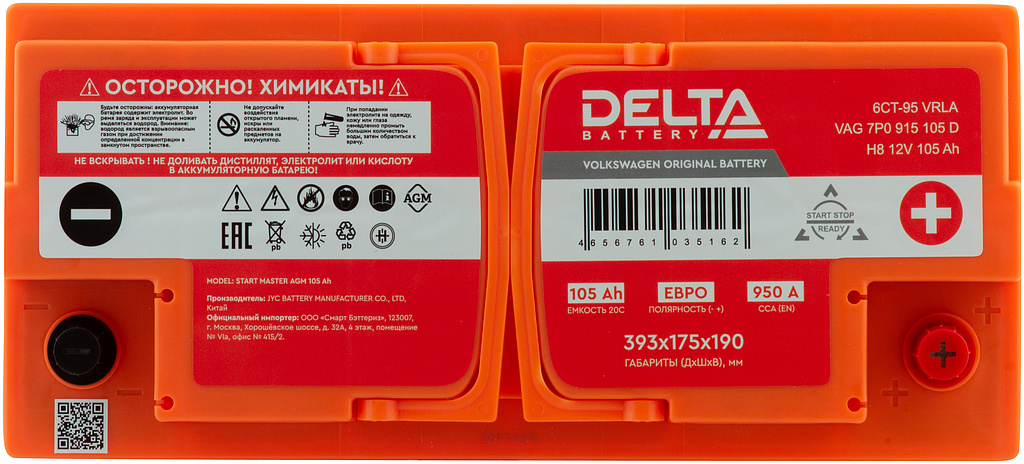 ⚠ ОСТОРОЖНО! ХИМИКАТЫ! ⚠
Будьте осторожны: аккумуляторная
батарея содержит электролит. Во
реня заряда и эксплуатации может
выделяться водород. Внимание:
водород является взрывоопасным
газом при достижении
определенной концентрации в
замкнутом пространстве.
Не допускайте
воздействия
открытого пламени,
искры или
раскаленных
предметов на
аккумулятор.
При попадании
электролита на одежду,
кожу или глаза
немедленно промыть
большим количеством
воды, затем обратиться к
врачу.
НЕ ВСКРЫВАТЬ ! НЕ ДОЛИВАТЬ ДИСТИЛЛЯТ, ЭЛЕКТРОЛИТ ИЛИ КИСЛОТУ
В АККУМУЛЯТОРНУЮ БАТАРЕЮ!
AGM
EAC
pb
pb
MODEL: START MASTER AGM 105 Ah
Производитель: JYC BATTERY MANUFACTURER CO., LTD,
Китай
Официальный импортер: ООО «Смарт Бэттериз», 123007,
г. Москва, Хорошёвское шоссе, д. 32А, 4 этаж, помещение
№ VIa, офис № 415/2.
DELTA
BATTERY
6СТ-95 VRLA
VAG 7P0 915 105 D
H8 12V 105 Ah
VOLKSWAGEN ORIGINAL BATTERY
4 656761 035162
START STOP
READY
105 Ah
ЕМКОСТЬ 20С
ЕВРО
ПОЛЯРНОСТЬ (- +)
950 A
CCA (EN)
393x175x190
ГАБАРИТЫ (ДхШхВ), мм